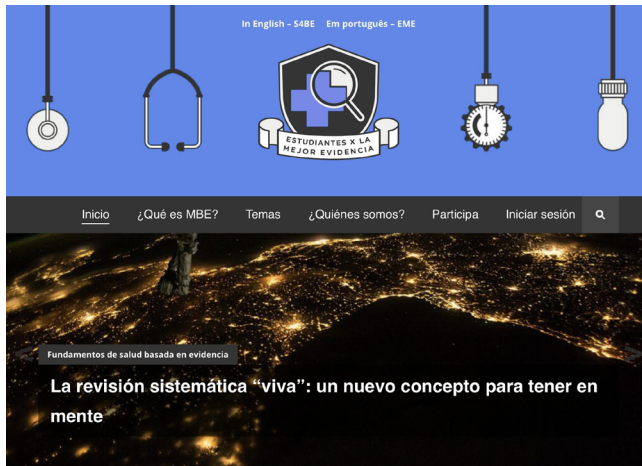 In English – S4BE Em português – EME
ESTUDIANTES X LA
MEJOR EVIDENCIA
Inicio ¿Qué es MBE? Temas ¿Quiénes somos? Participa Iniciar sesión
Fundamentos de salud basada en evidencia
La revisión sistemática “viva”: un nuevo concepto para tener en
mente